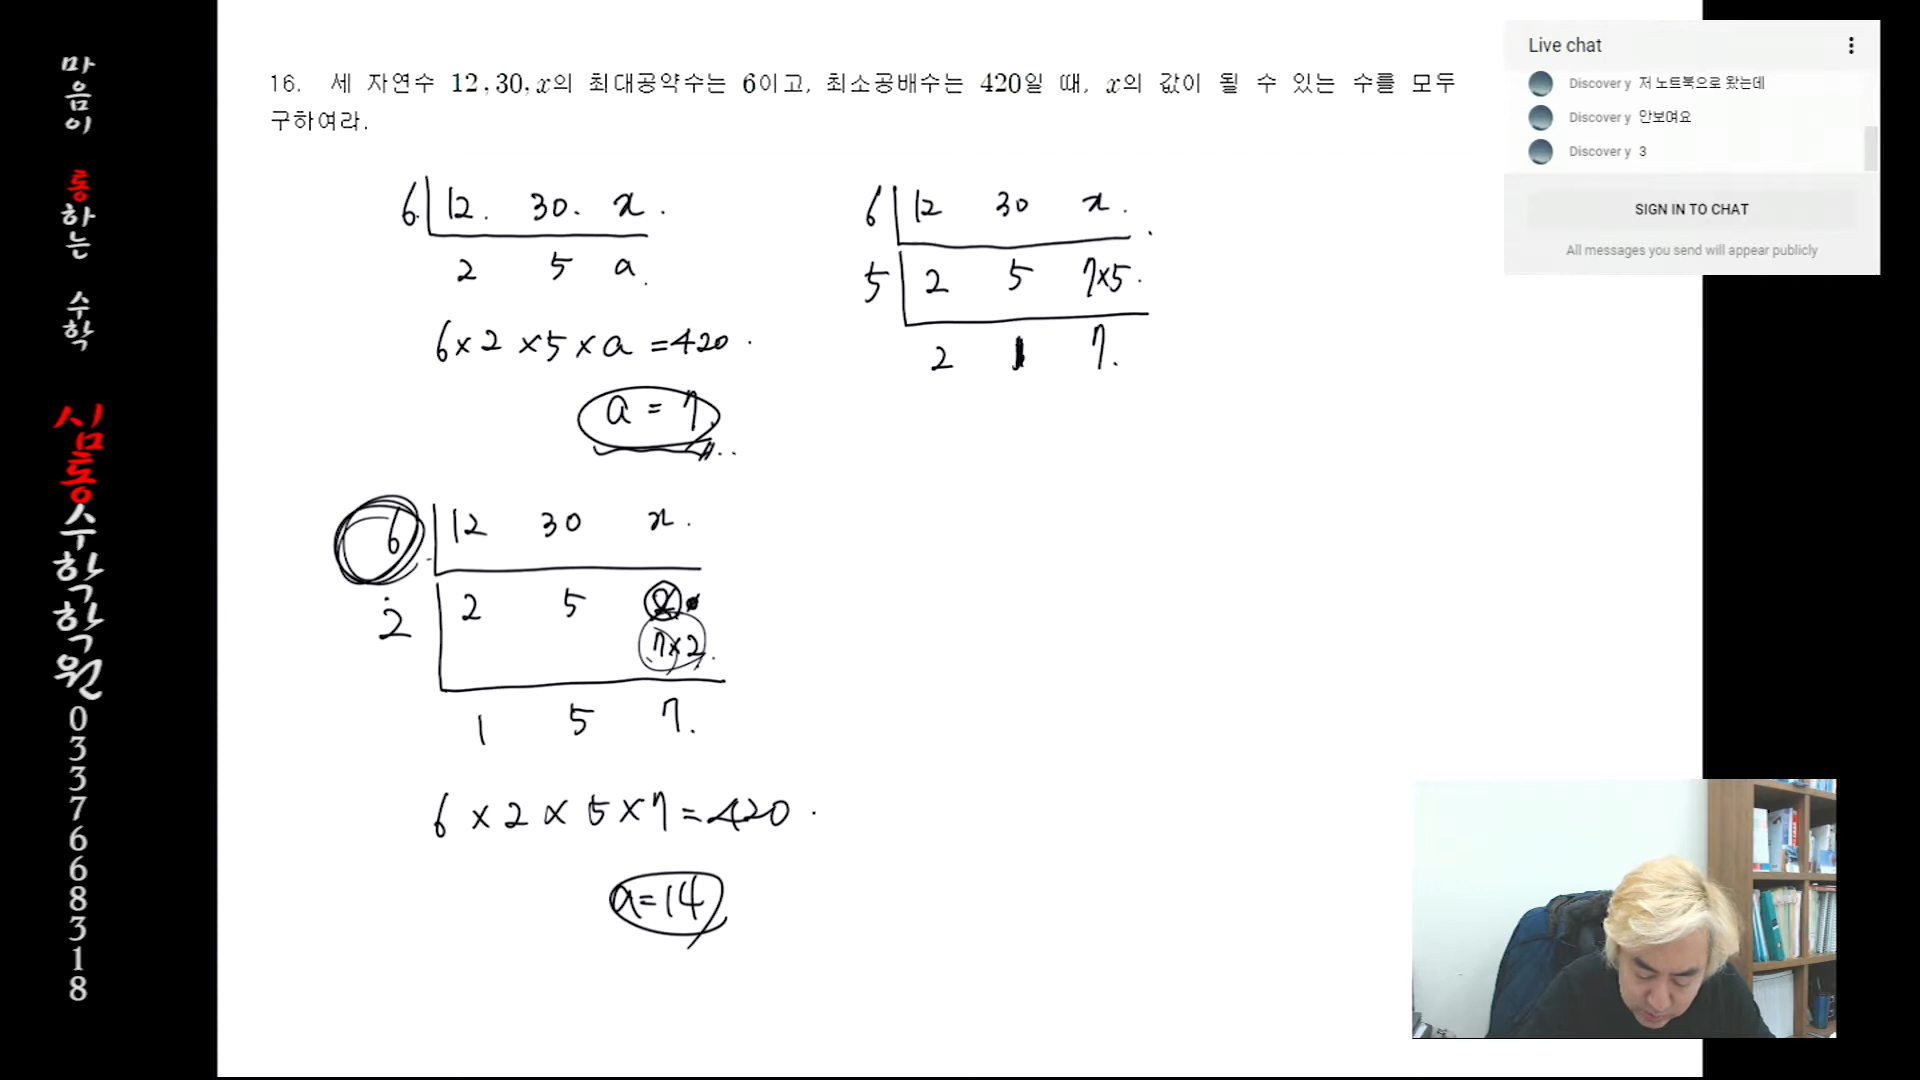 마음이 통하는 수학
심통수학학원
0337668318
16. 세 자연수 12, 30, x의 최대공약수는 6이고, 최소공배수는 420일 때, x의 값이 될 수 있는 수를 모두
구하여라.
6 12. 30. x.
2 5 a.
6×2×5×a=420.
a=7
6 12 30 x.
2 2 5
7×2.
1 5 7.
6×2×5×7=420.
a=14
6 12 30 x.
5 2 5 7×5.
2 1 7.
Live chat
Discover y 저 노트북으로 왔는데
Discover y 안보여요
Discover y 3
SIGN IN TO CHAT
All messages you send will appear publicly